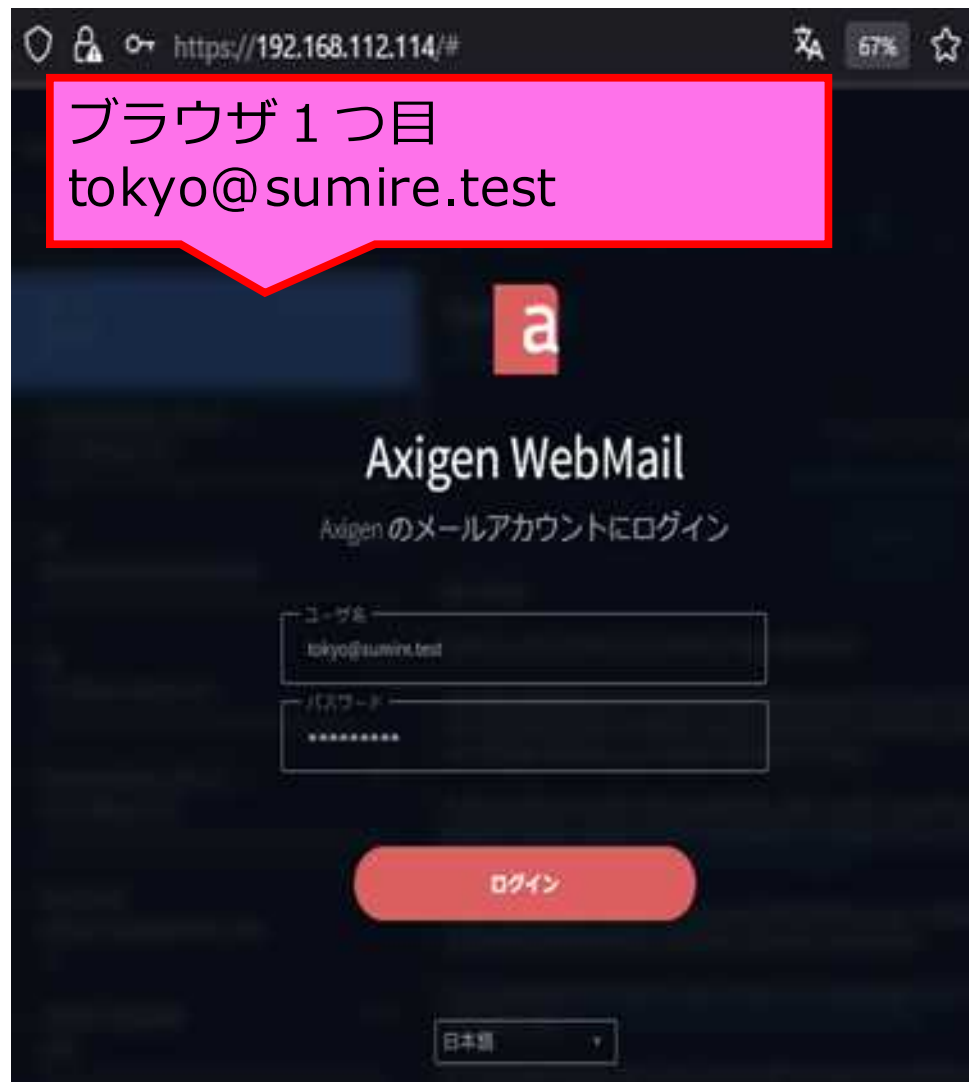 https://192.168.112.114/#
67%
ブラウザ１つ目
tokyo@sumire.test
a
Axigen WebMail
Axigen のメールアカウントにログイン
ユーザ名
tokyo@sumire.test
パスワード
*********
ログイン
日本語